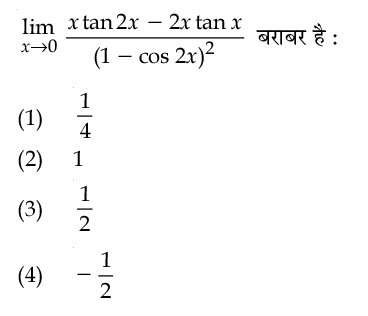 lim x→0 (x tan 2x − 2x tan x) / (1 − cos 2x)² बराबर है :
(1) 1/4
(2) 1
(3) 1/2
(4) − 1/2